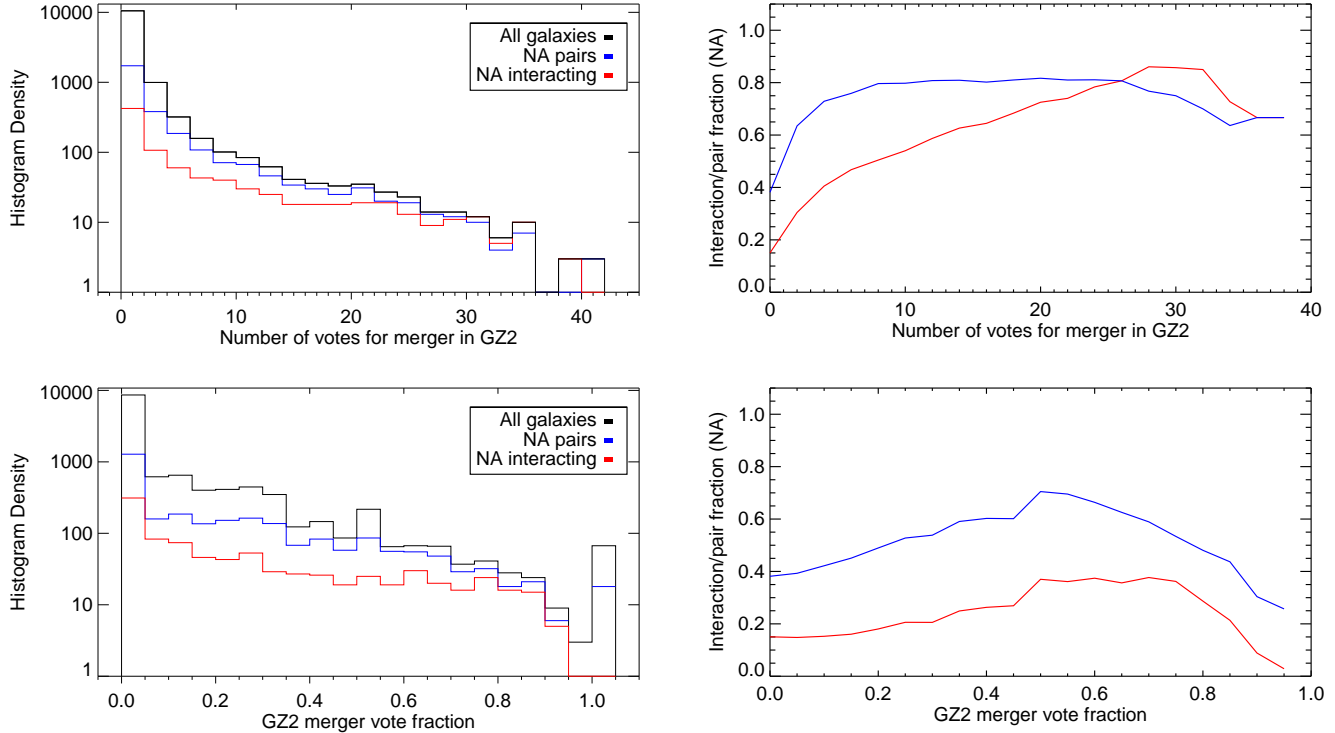 10000
1000
100
10
1
Histogram Density
All galaxies
NA pairs
NA interacting
0 10 20 30 40
Number of votes for merger in GZ2
1.0
0.8
0.6
0.4
0.2
0.0
Interaction/pair fraction (NA)
0 10 20 30 40
Number of votes for merger in GZ2
10000
1000
100
10
1
Histogram Density
All galaxies
NA pairs
NA interacting
0.0 0.2 0.4 0.6 0.8 1.0
GZ2 merger vote fraction
1.0
0.8
0.6
0.4
0.2
0.0
Interaction/pair fraction (NA)
0.0 0.2 0.4 0.6 0.8 1.0
GZ2 merger vote fraction